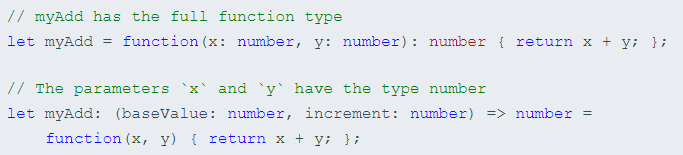 // myAdd has the full function type
let myAdd = function(x: number, y: number): number { return x + y; };
// The parameters `x` and `y` have the type number
let myAdd: (baseValue: number, increment: number) => number =
function(x, y) { return x + y; };